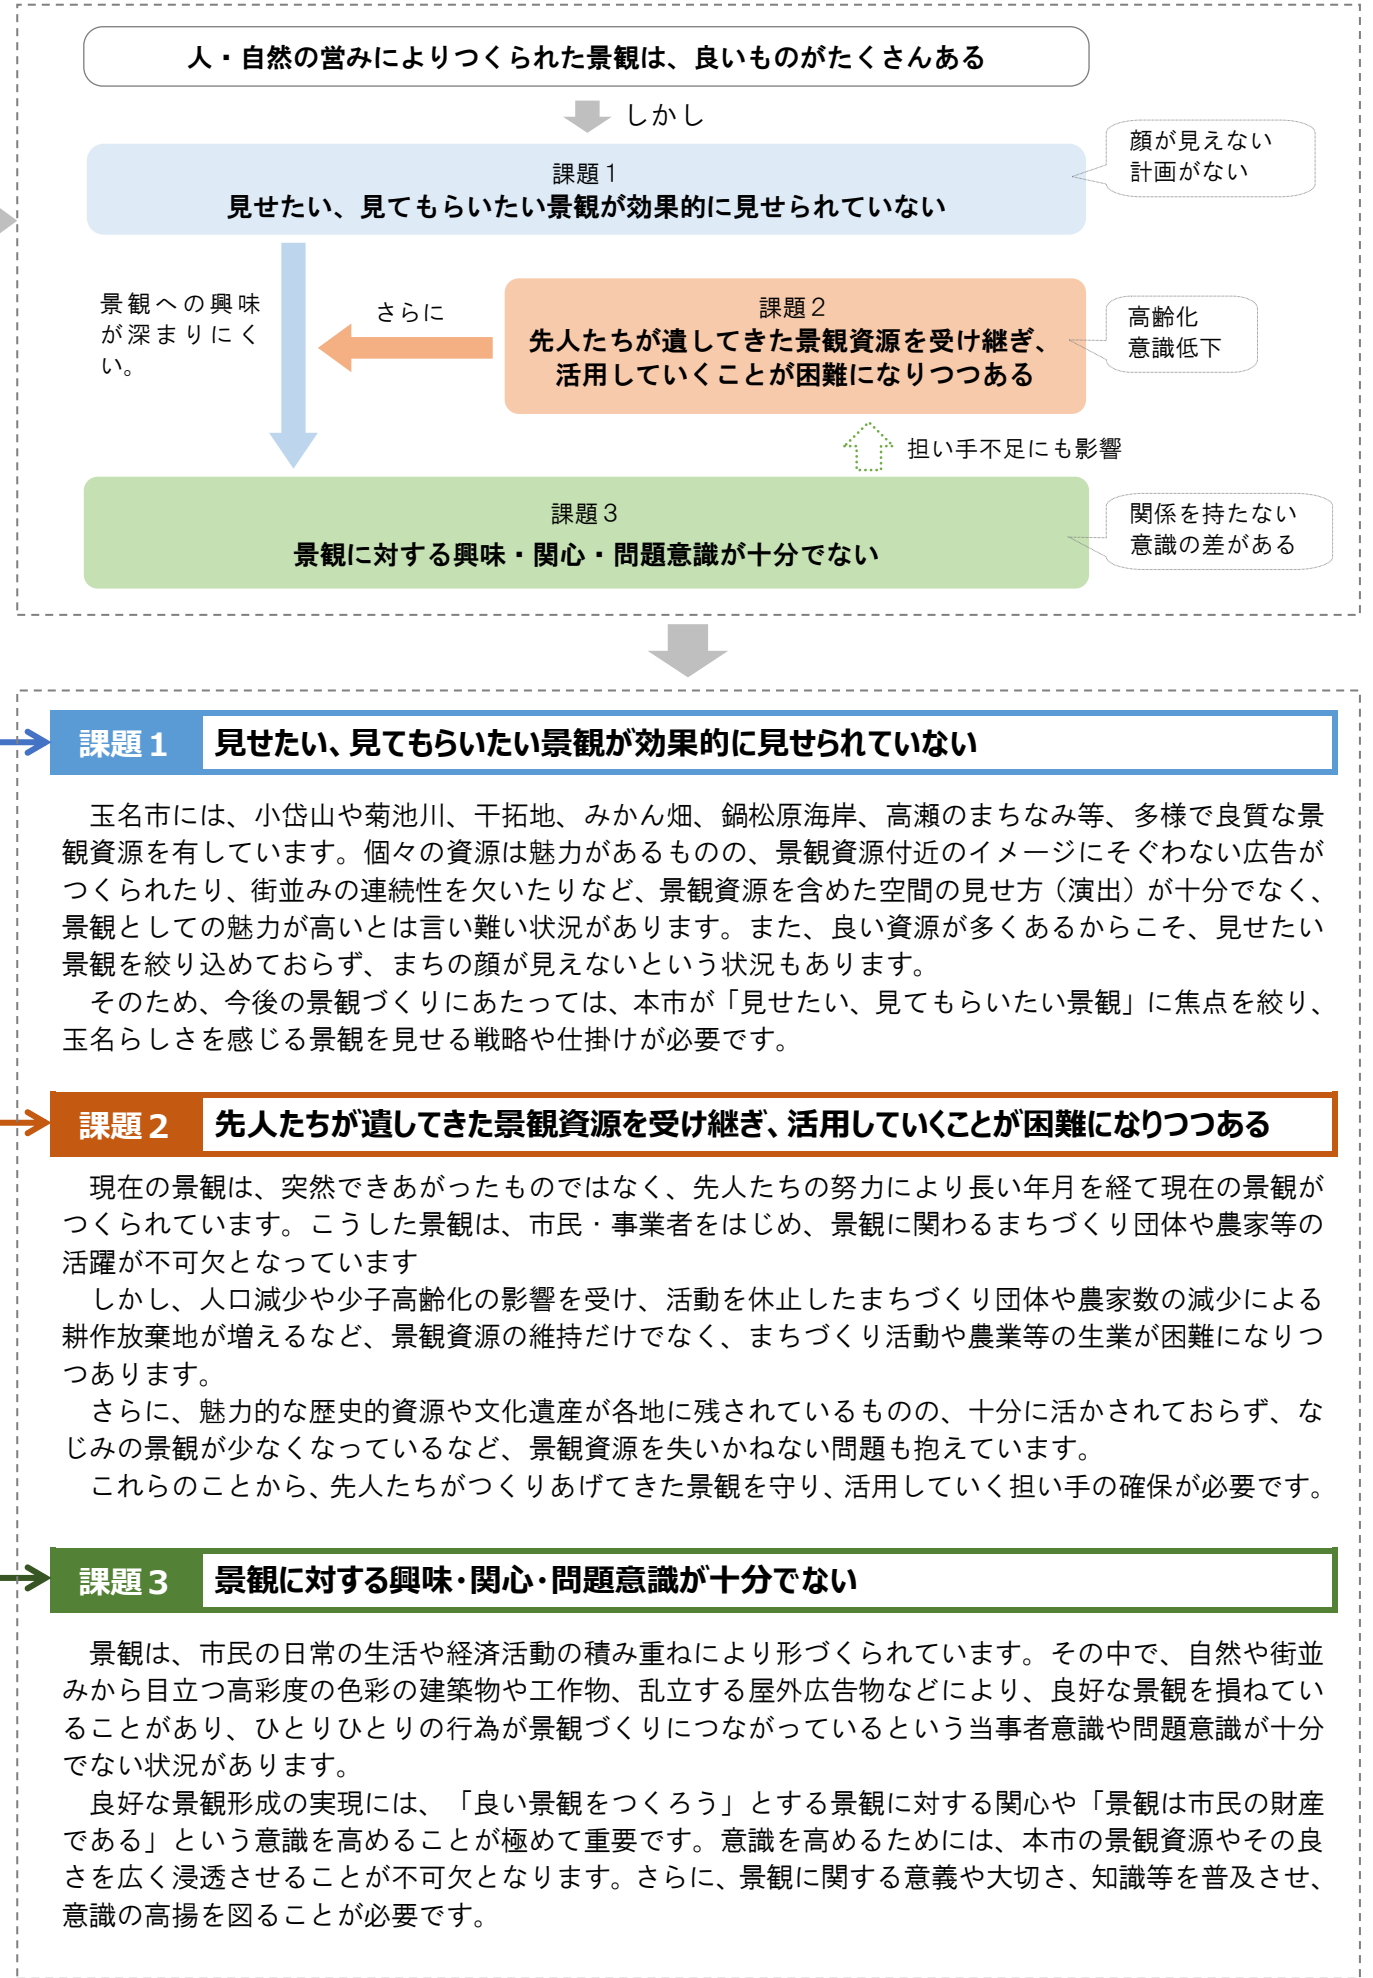 人・自然の営みによりつくられた景観は、良いものがたくさんある
しかし
顔が見えない
計画がない
課題１
見せたい、見てもらいたい景観が効果的に見せられていない
景観への興味
が深まりにく
い。
さらに
課題２
先人たちが遺してきた景観資源を受け継ぎ、
活用していくことが困難になりつつある
高齢化
意識低下
担い手不足にも影響
課題３
景観に対する興味・関心・問題意識が十分でない
関係を持たない
意識の差がある
課題１ 見せたい、見てもらいたい景観が効果的に見せられていない
玉名市には、小岱山や菊池川、干拓地、みかん畑、鍋松原海岸、高瀬のまちなみ等、多様で良質な景
観資源を有しています。個々の資源は魅力があるものの、景観資源付近のイメージにそぐわない広告が
つくられたり、街並みの連続性を欠いたりなど、景観資源を含めた空間の見せ方（演出）が十分でなく、
景観としての魅力が高いとは言い難い状況があります。また、良い資源が多くあるからこそ、見せたい
景観を絞り込めておらず、まちの顔が見えないという状況もあります。
そのため、今後の景観づくりにあたっては、本市が「見せたい、見てもらいたい景観」に焦点を絞り、
玉名らしさを感じる景観を見せる戦略や仕掛けが必要です。
課題２ 先人たちが遺してきた景観資源を受け継ぎ、活用していくことが困難になりつつある
現在の景観は、突然できあがったものではなく、先人たちの努力により長い年月を経て現在の景観が
つくられています。こうした景観は、市民・事業者をはじめ、景観に関わるまちづくり団体や農家等の
活躍が不可欠となっています
しかし、人口減少や少子高齢化の影響を受け、活動を休止したまちづくり団体や農家数の減少による
耕作放棄地が増えるなど、景観資源の維持だけでなく、まちづくり活動や農業等の生業が困難になりつ
つあります。
さらに、魅力的な歴史的資源や文化遺産が各地に残されているものの、十分に活かされておらず、な
じみの景観が少なくなっているなど、景観資源を失いかねない問題も抱えています。
これらのことから、先人たちがつくりあげてきた景観を守り、活用していく担い手の確保が必要です。
課題３ 景観に対する興味・関心・問題意識が十分でない
景観は、市民の日常の生活や経済活動の積み重ねにより形づくられています。その中で、自然や街並
みから目立つ高彩度の色彩の建築物や工作物、乱立する屋外広告物などにより、良好な景観を損ねてい
ることがあり、ひとりひとりの行為が景観づくりにつながっているという当事者意識や問題意識が十分
でない状況があります。
良好な景観形成の実現には、「良い景観をつくろう」とする景観に対する関心や「景観は市民の財産
である」という意識を高めることが極めて重要です。意識を高めるためには、本市の景観資源やその良
さを広く浸透させることが不可欠となります。さらに、景観に関する意義や大切さ、知識等を普及させ、
意識の高揚を図ることが必要です。